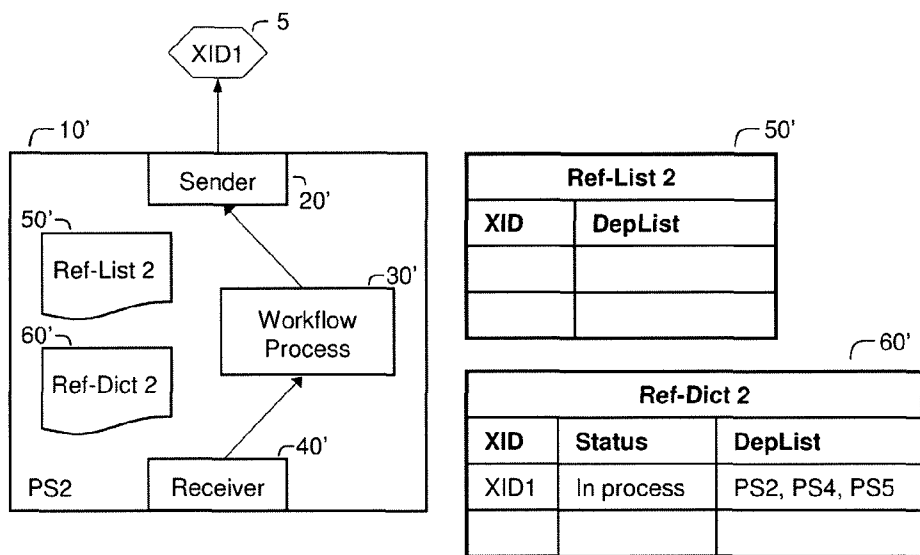 5
XID1
10’
Sender
20’
50’
Ref-List 2
30’
Workflow
Process
60’
Ref-Dict 2
40’
PS2
Receiver
50’
Ref-List 2
XID DepList
60’
Ref-Dict 2
XID Status DepList
XID1 In process PS2, PS4, PS5